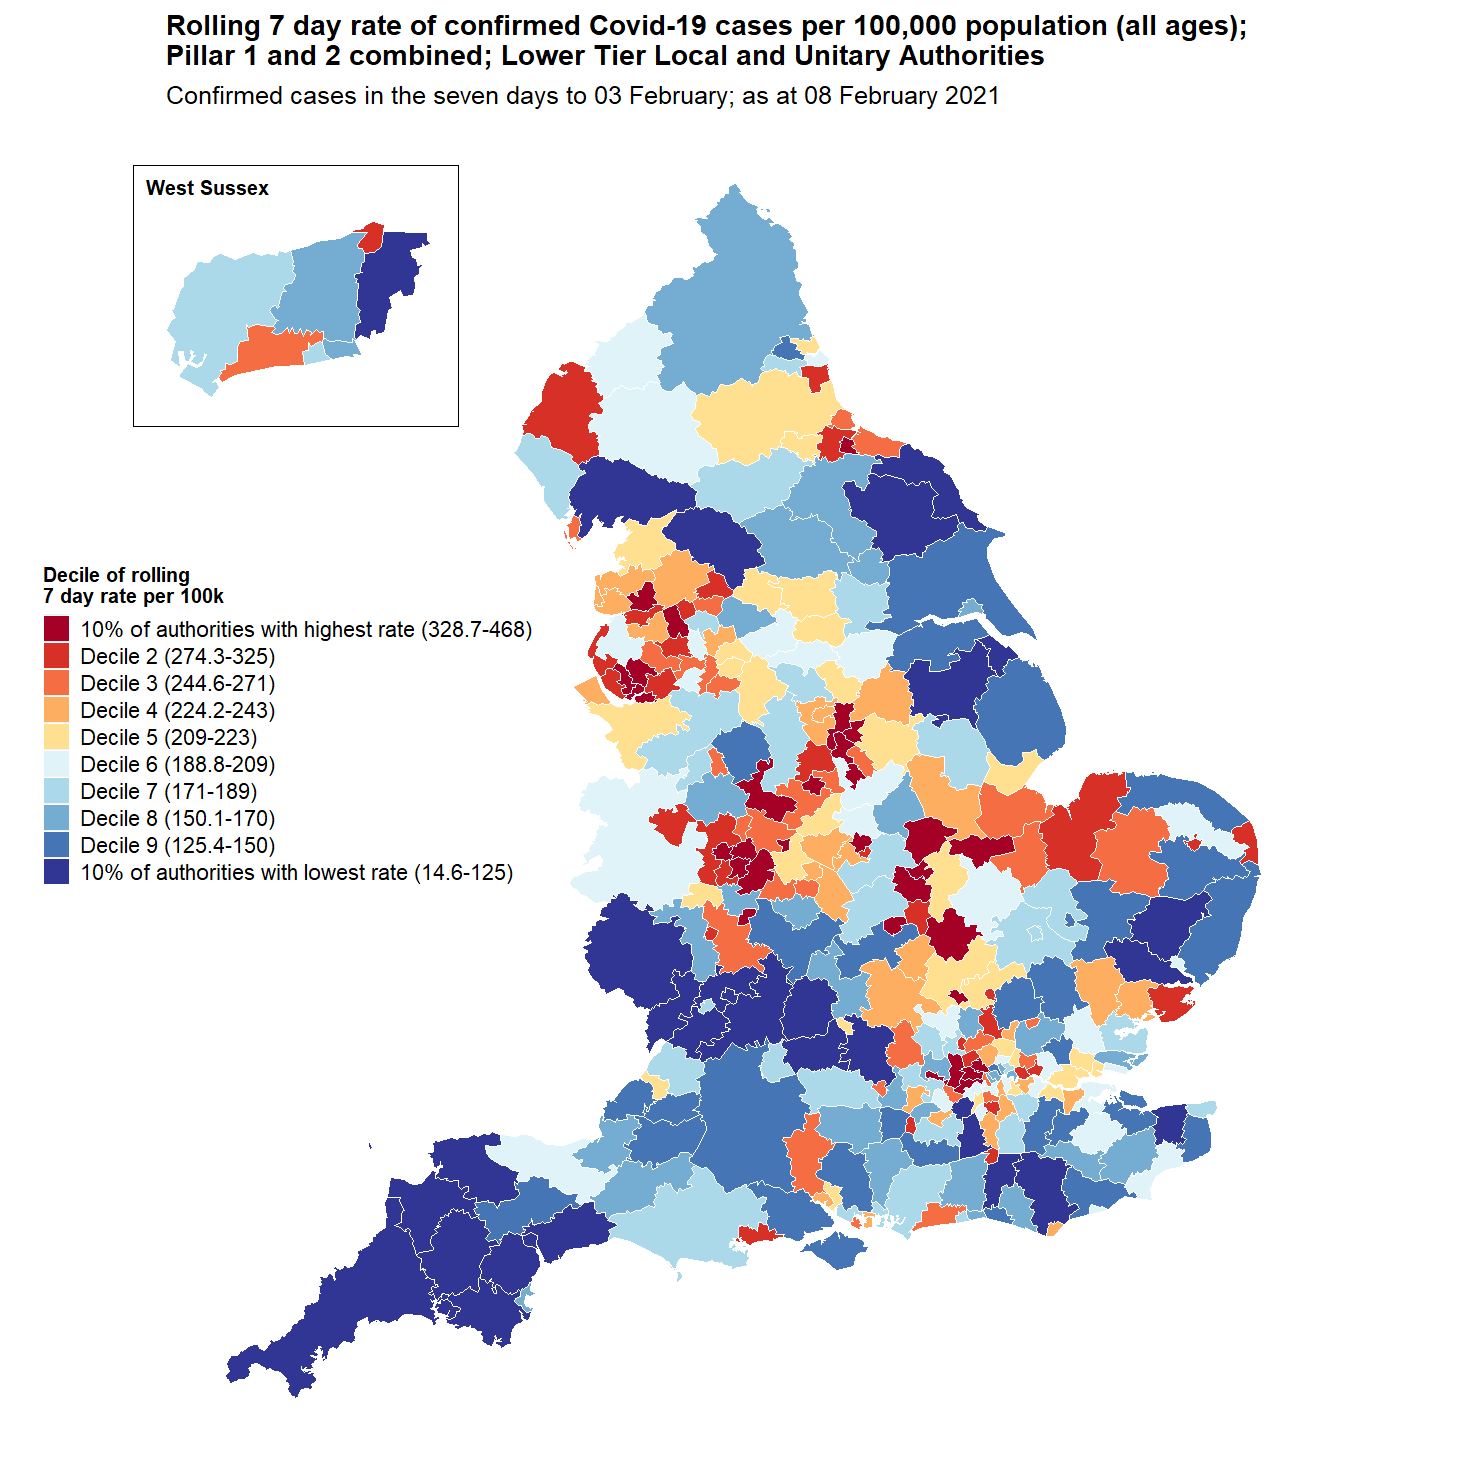 Rolling 7 day rate of confirmed Covid-19 cases per 100,000 population (all ages);
Pillar 1 and 2 combined; Lower Tier Local and Unitary Authorities
Confirmed cases in the seven days to 03 February; as at 08 February 2021
West Sussex
Decile of rolling
7 day rate per 100k
10% of authorities with highest rate (328.7-468)
Decile 2 (274.3-325)
Decile 3 (244.6-271)
Decile 4 (224.2-243)
Decile 5 (209-223)
Decile 6 (188.8-209)
Decile 7 (171-189)
Decile 8 (150.1-170)
Decile 9 (125.4-150)
10% of authorities with lowest rate (14.6-125)